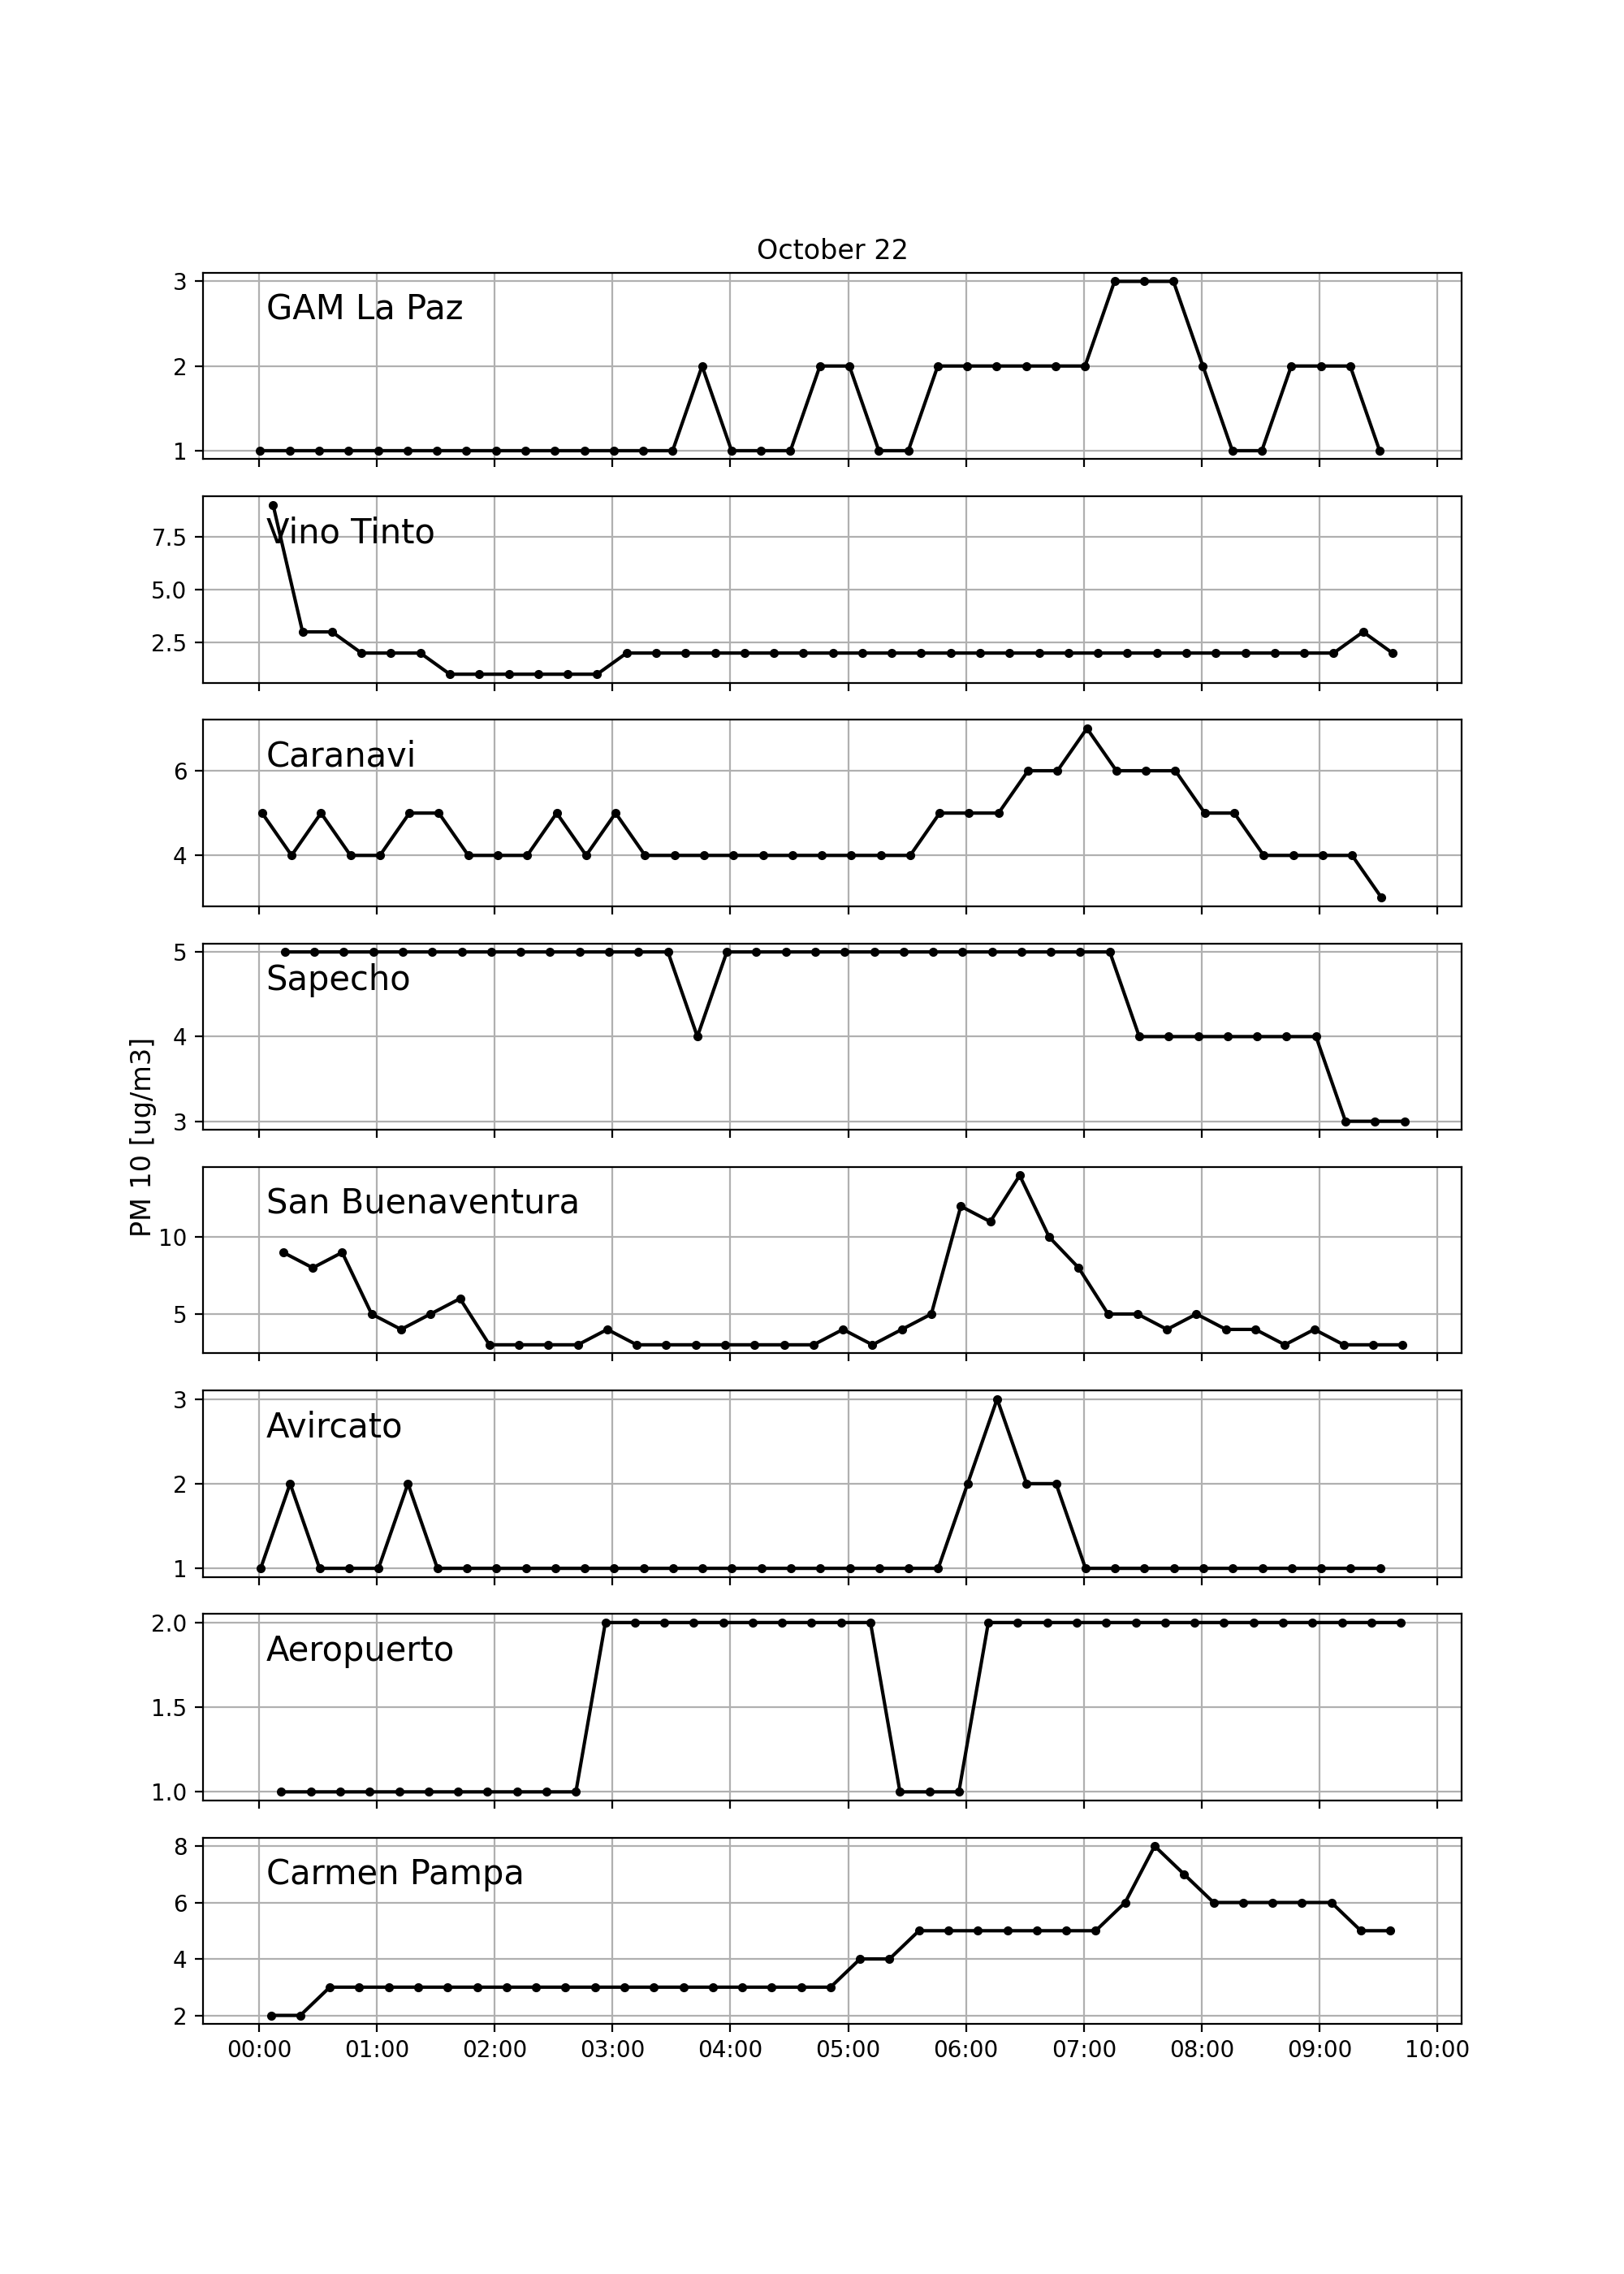 October 22
3
GAM La Paz
2
1
Vino Tinto
7.5
5.0
2.5
Caranavi
6
4
5
Sapecho
4
3
PM 10 [ug/m3]
San Buenaventura
10
5
3
Avircato
2
1
2.0
Aeropuerto
1.5
1.0
8
Carmen Pampa
6
4
2
00:00 01:00 02:00 03:00 04:00 05:00 06:00 07:00 08:00 09:00 10:00